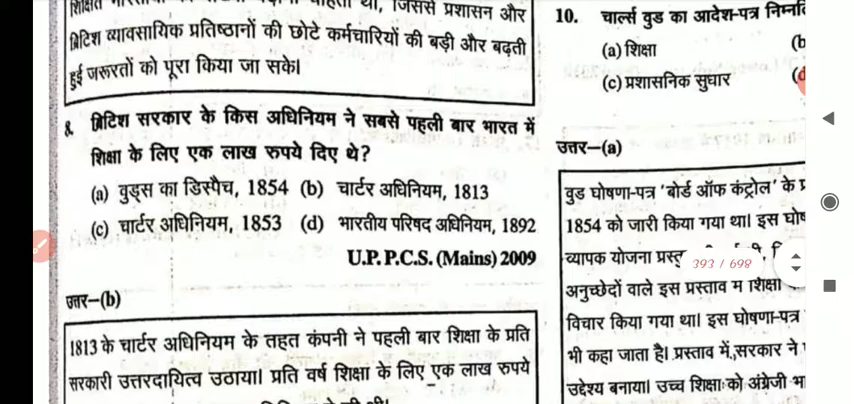 शिक्षित भारतीयों चाहता था, जिससे प्रशासन और
ब्रिटिश व्यावसायिक प्रतिष्ठानों की छोटे कर्मचारियों की बड़ी और बढ़ती
हुई जरूरतों को पूरा किया जा सके।
8. ब्रिटिश सरकार के किस अधिनियम ने सबसे पहली बार भारत में
शिक्षा के लिए एक लाख रुपये दिए थे?
(a) वुड्स का डिस्पैच, 1854 (b) चार्टर अधिनियम, 1813
(c) चार्टर अधिनियम, 1853 (d) भारतीय परिषद अधिनियम, 1892
U.P.P.C.S. (Mains) 2009
उत्तर—(b)
1813 के चार्टर अधिनियम के तहत कंपनी ने पहली बार शिक्षा के प्रति
सरकारी उत्तरदायित्व उठाया। प्रति वर्ष शिक्षा के लिए एक लाख रुपये
10. चार्ल्स वुड का आदेश-पत्र
(a) शिक्षा (b
(c) प्रशासनिक सुधार (d
उत्तर—(a)
वुड घोषणा-पत्र 'बोर्ड ऑफ कंट्रोल' के
1854 को जारी किया गया था। इस
व्यापक योजना
393 / 698
अनुच्छेदों वाले इस प्रस्ताव में शिक्षा
विचार किया गया था। इस घोषणा-पत्र
भी कहा जाता है। प्रस्ताव में, सरकार ने
उद्देश्य बनाया। उच्च शिक्षा को अंग्रेजी